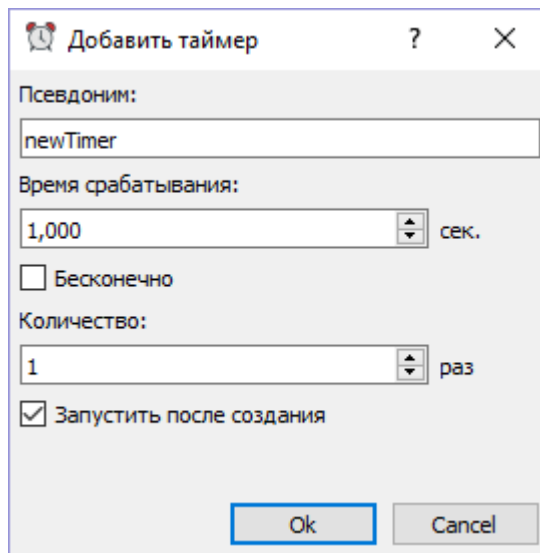 Добавить таймер ?
Псевдоним:
newTimer
Время срабатывания:
1,000 сек.
Бесконечно
Количество:
1 раз
Запустить после создания
Ok Cancel